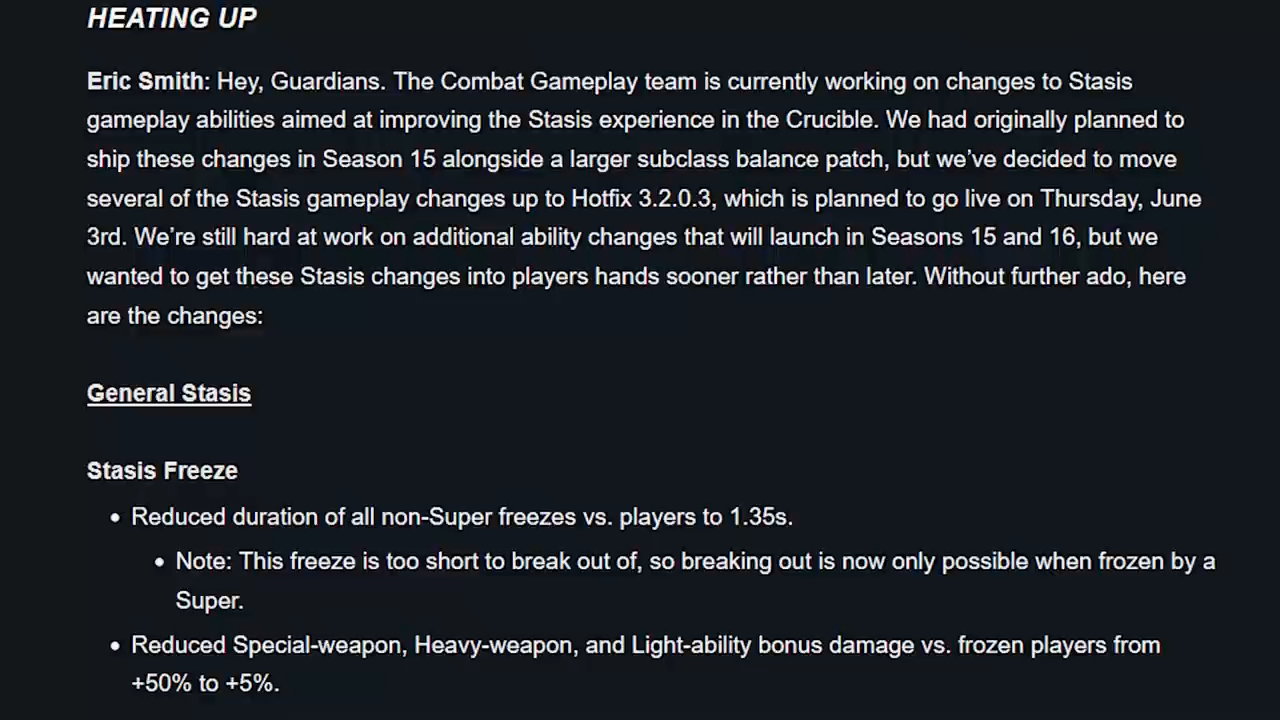 HEATING UP
Eric Smith: Hey, Guardians. The Combat Gameplay team is currently working on changes to Stasis
gameplay abilities aimed at improving the Stasis experience in the Crucible. We had originally planned to
ship these changes in Season 15 alongside a larger subclass balance patch, but we’ve decided to move
several of the Stasis gameplay changes up to Hotfix 3.2.0.3, which is planned to go live on Thursday, June
3rd. We’re still hard at work on additional ability changes that will launch in Seasons 15 and 16, but we
wanted to get these Stasis changes into players hands sooner rather than later. Without further ado, here
are the changes:
General Stasis
Stasis Freeze
• Reduced duration of all non-Super freezes vs. players to 1.35s.
• Note: This freeze is too short to break out of, so breaking out is now only possible when frozen by a
Super.
• Reduced Special-weapon, Heavy-weapon, and Light-ability bonus damage vs. frozen players from
+50% to +5%.